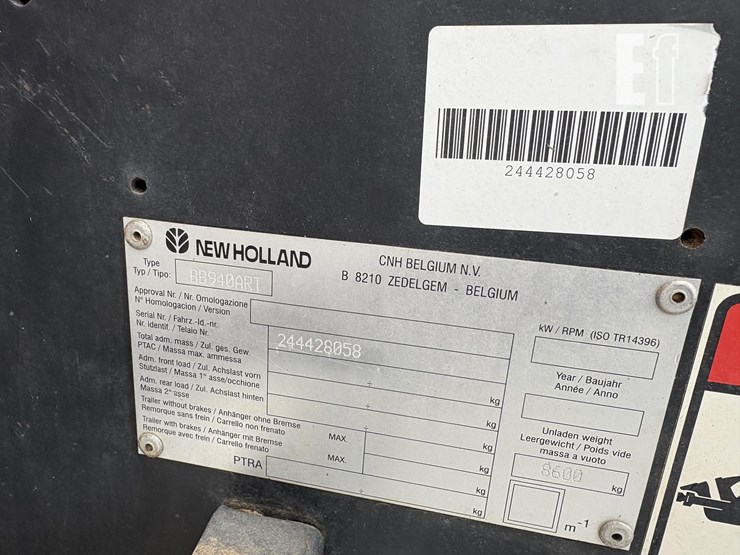 Ef
244428058
NEW HOLLAND
CNH BELGIUM N.V.
B 8210 ZEDELGEM - BELGIUM
Type
Typ / Tipo: BB940ART
Approval Nr. / Nr. Omologazione
N° Homologacion / Version
Serial Nr. / Fahrz.-Id.-nr.
Nr. identif. / Telaio Nr.
244428058
Total adm. mass / Zul. ges. Gew
PTAC / Massa max. ammessa
kg
Adm. front load / Zul. Achslast vorn
Stutzlast / Massa 1° asse/occhione
÷ kg
Adm. rear load / Zul. Achslast hinten
Massa 2° asse
÷ kg
Trailer without brakes / Anhänger ohne Bremse
Remorque sans frein / Carrello non frenato
MAX. kg
Trailer with brakes / Anhänger mit Bremse
Remorque avec frein / Carrello frenato
MAX. kg
PTRA ÷ kg
kW / RPM (ISO TR14396)
Year / Baujahr
Année / Anno
Unladen weight
Leergewicht / Poids vide
massa a vuoto
8600 kg
m-1